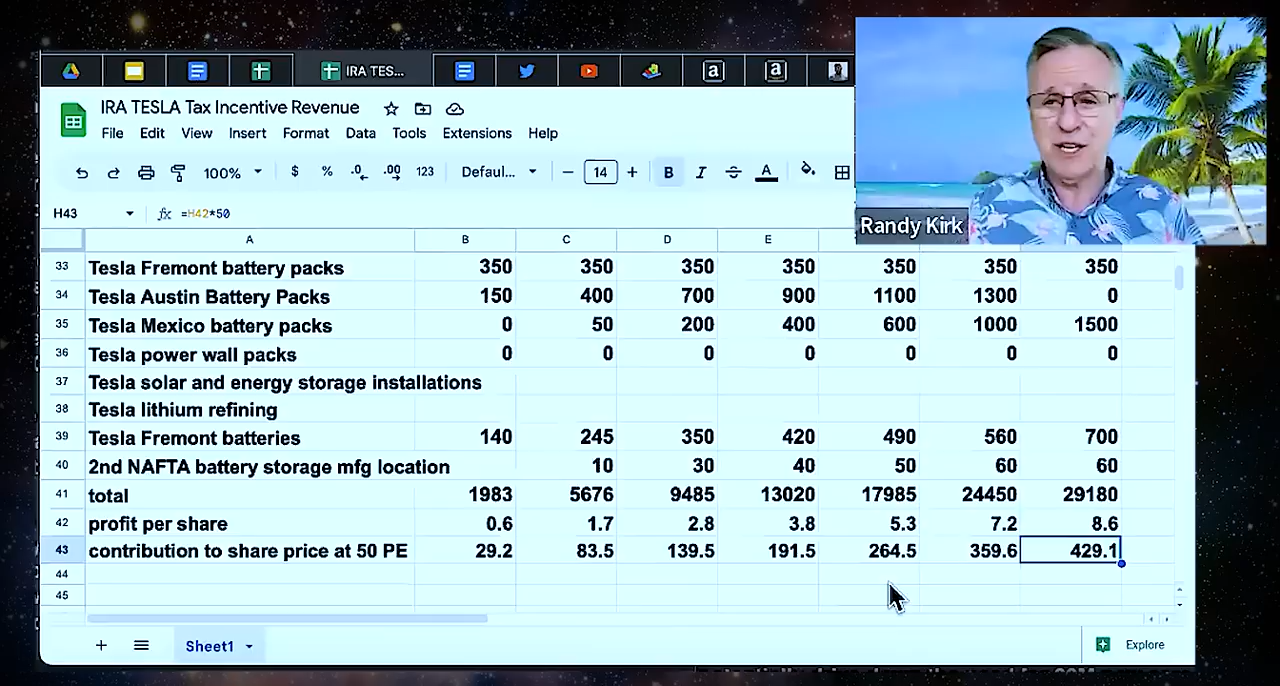 IRA TES...
IRA TESLA Tax Incentive Revenue
File Edit View Insert Format Data Tools Extensions Help
100% $ % .0 .00 123 Defaul... − 14 + B I S A
H43 fx =H42*50
Randy Kirk
A B C D E
33 Tesla Fremont battery packs 350 350 350 350 350 350 350
34 Tesla Austin Battery Packs 150 400 700 900 1100 1300 0
35 Tesla Mexico battery packs 0 50 200 400 600 1000 1500
36 Tesla power wall packs 0 0 0 0 0 0 0
37 Tesla solar and energy storage installations
38 Tesla lithium refining
39 Tesla Fremont batteries 140 245 350 420 490 560 700
40 2nd NAFTA battery storage mfg location 10 30 40 50 60 60
41 total 1983 5676 9485 13020 17985 24450 29180
42 profit per share 0.6 1.7 2.8 3.8 5.3 7.2 8.6
43 contribution to share price at 50 PE 29.2 83.5 139.5 191.5 264.5 359.6 429.1
44
45
+ Sheet1 Explore